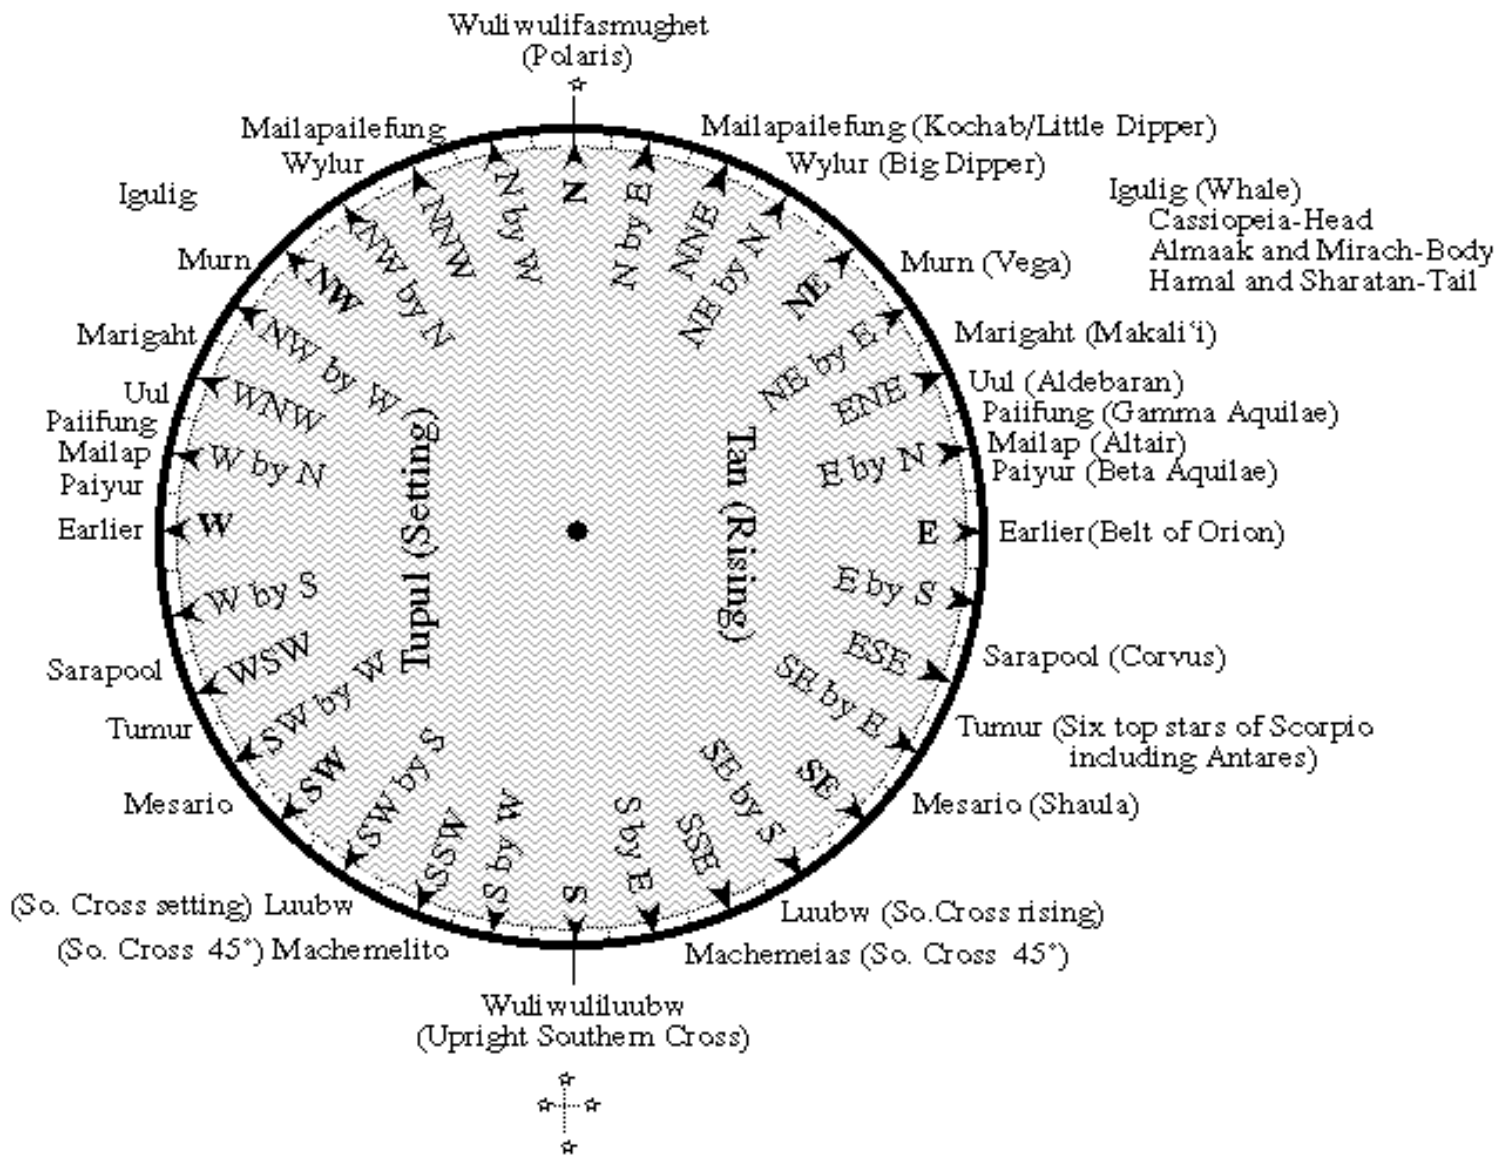 Wuliwulifasmughet
(Polaris)
Mailapailefung
Mailapailefung (Kochab/Little Dipper)
Wylur
Wylur (Big Dipper)
Igulig
Igulig (Whale)
Cassiopeia-Head
Almaak and Mirach-Body
Hamal and Sharatan-Tail
Murn
Murn (Vega)
Marigaht
Marigaht (Makali'i)
Uul
Uul (Aldebaran)
Paiifung
Paiifung (Gamma Aquilae)
Mailap
Mailap (Altair)
Paiyur
Paiyur (Beta Aquilae)
Earlier
Earlier(Belt of Orion)
Sarapool
Sarapool (Corvus)
Tumur
Tumur (Six top stars of Scorpio
including Antares)
Mesario
Mesario (Shaula)
(So. Cross setting) Luubw
Luubw (So.Cross rising)
(So. Cross 45°) Machemelito
Machemeias (So. Cross 45°)
Wuliwuliluubw
(Upright Southern Cross)
N
N by E
NNE
NE by N
NE
NE by E
ENE
E by N
E
E by S
ESE
SE by E
SE
SE by S
SSE
S by E
S
S by W
SSW
SW by S
SW
SW by W
WSW
W by S
W
W by N
WNW
NW by W
NW
NW by N
NNW
N by W
Tupul (Setting)
Tan (Rising)